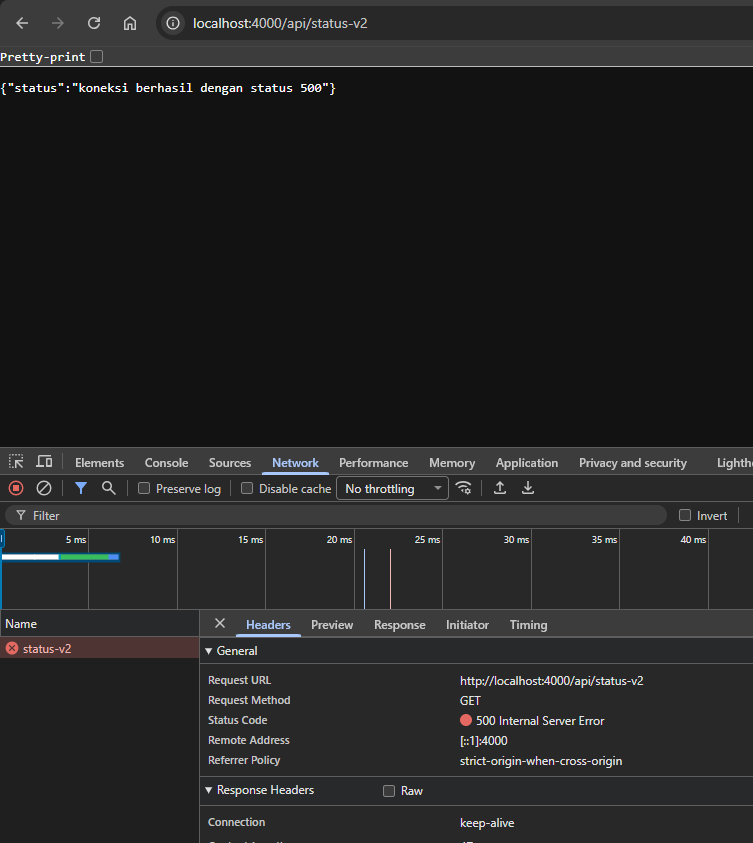 localhost:4000/api/status-v2
Pretty-print
{"status":"koneksi berhasil dengan status 500"}
Elements Console Sources Network Performance Memory Application Privacy and security
Preserve log Disable cache No throttling
Filter Invert
5 ms 10 ms 15 ms 20 ms 25 ms 30 ms 35 ms 40 ms
Name Headers Preview Response Initiator Timing
status-v2
General
Request URL http://localhost:4000/api/status-v2
Request Method GET
Status Code 500 Internal Server Error
Remote Address [::1]:4000
Referrer Policy strict-origin-when-cross-origin
Response Headers Raw
Connection keep-alive